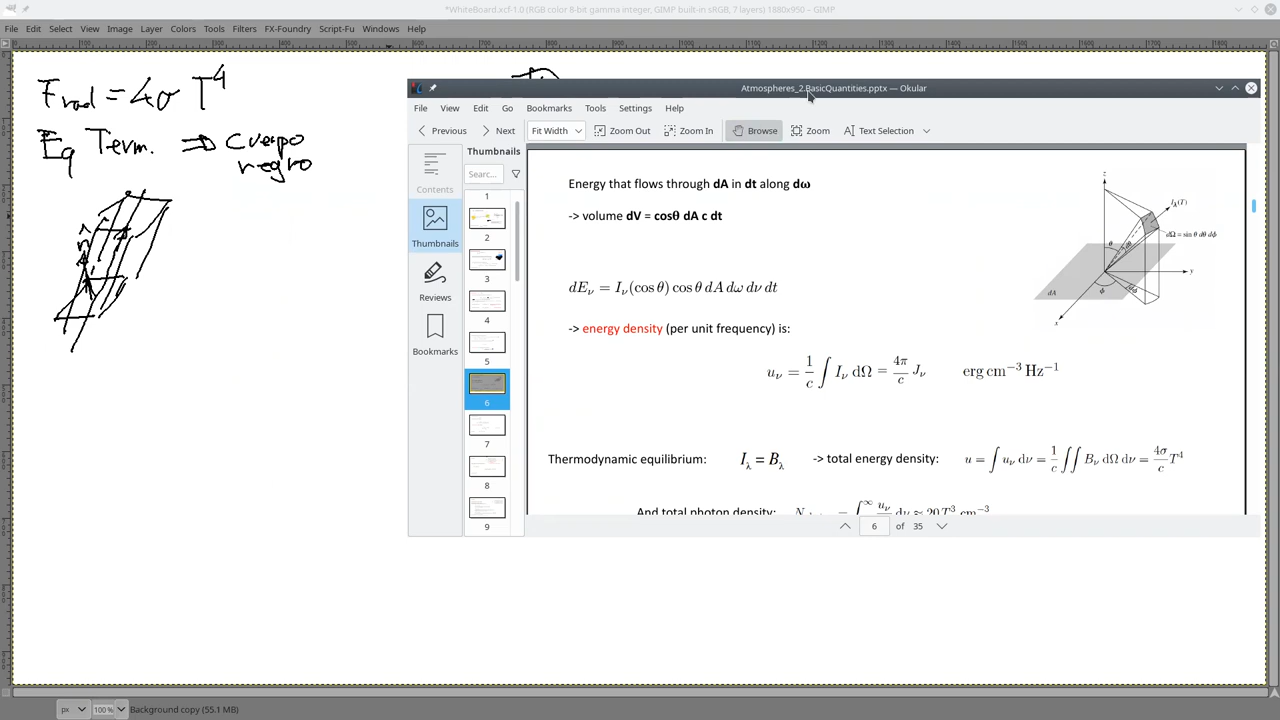 *WhiteBoard.xcf-1.0 (RGB color 8-bit gamma integer, GIMP built-in sRGB, 7 layers) 1880x950 – GIMP
File Edit Select View Image Layer Colors Tools Filters FX-Foundry Script-Fu Windows Help
F_rad = 4σ T^4
Eq Term. ⇒ Cuerpo
negro
n̂
Atmospheres_2.BasicQuantities.pptx — Okular
File View Edit Go Bookmarks Tools Settings Help
Previous Next Fit Width Zoom Out Zoom In Browse Zoom Text Selection
Contents
Thumbnails
Reviews
Bookmarks
Thumbnails
Searc...
1
2
3
4
5
6
7
8
9
Energy that flows through dA in dt along dω
-> volume dV = cosθ dA c dt
dE_ν = I_ν(cos θ) cos θ dA dω dν dt
-> energy density (per unit frequency) is:
u_ν = 1/c ∫ I_ν dΩ = 4π/c J_ν erg cm^−3 Hz^−1
Thermodynamic equilibrium: I_λ = B_λ -> total energy density: u = ∫ u_ν dν = 1/c ∫∫ B_ν dΩ dν = 4σ/c T^4
And total photon density:
z
I_λ(T)
dΩ = sin θ dθ dϕ
θ
dθ
y
dA
ϕ
dϕ
x
6 of 35
px 100% Background copy (55.1 MB)